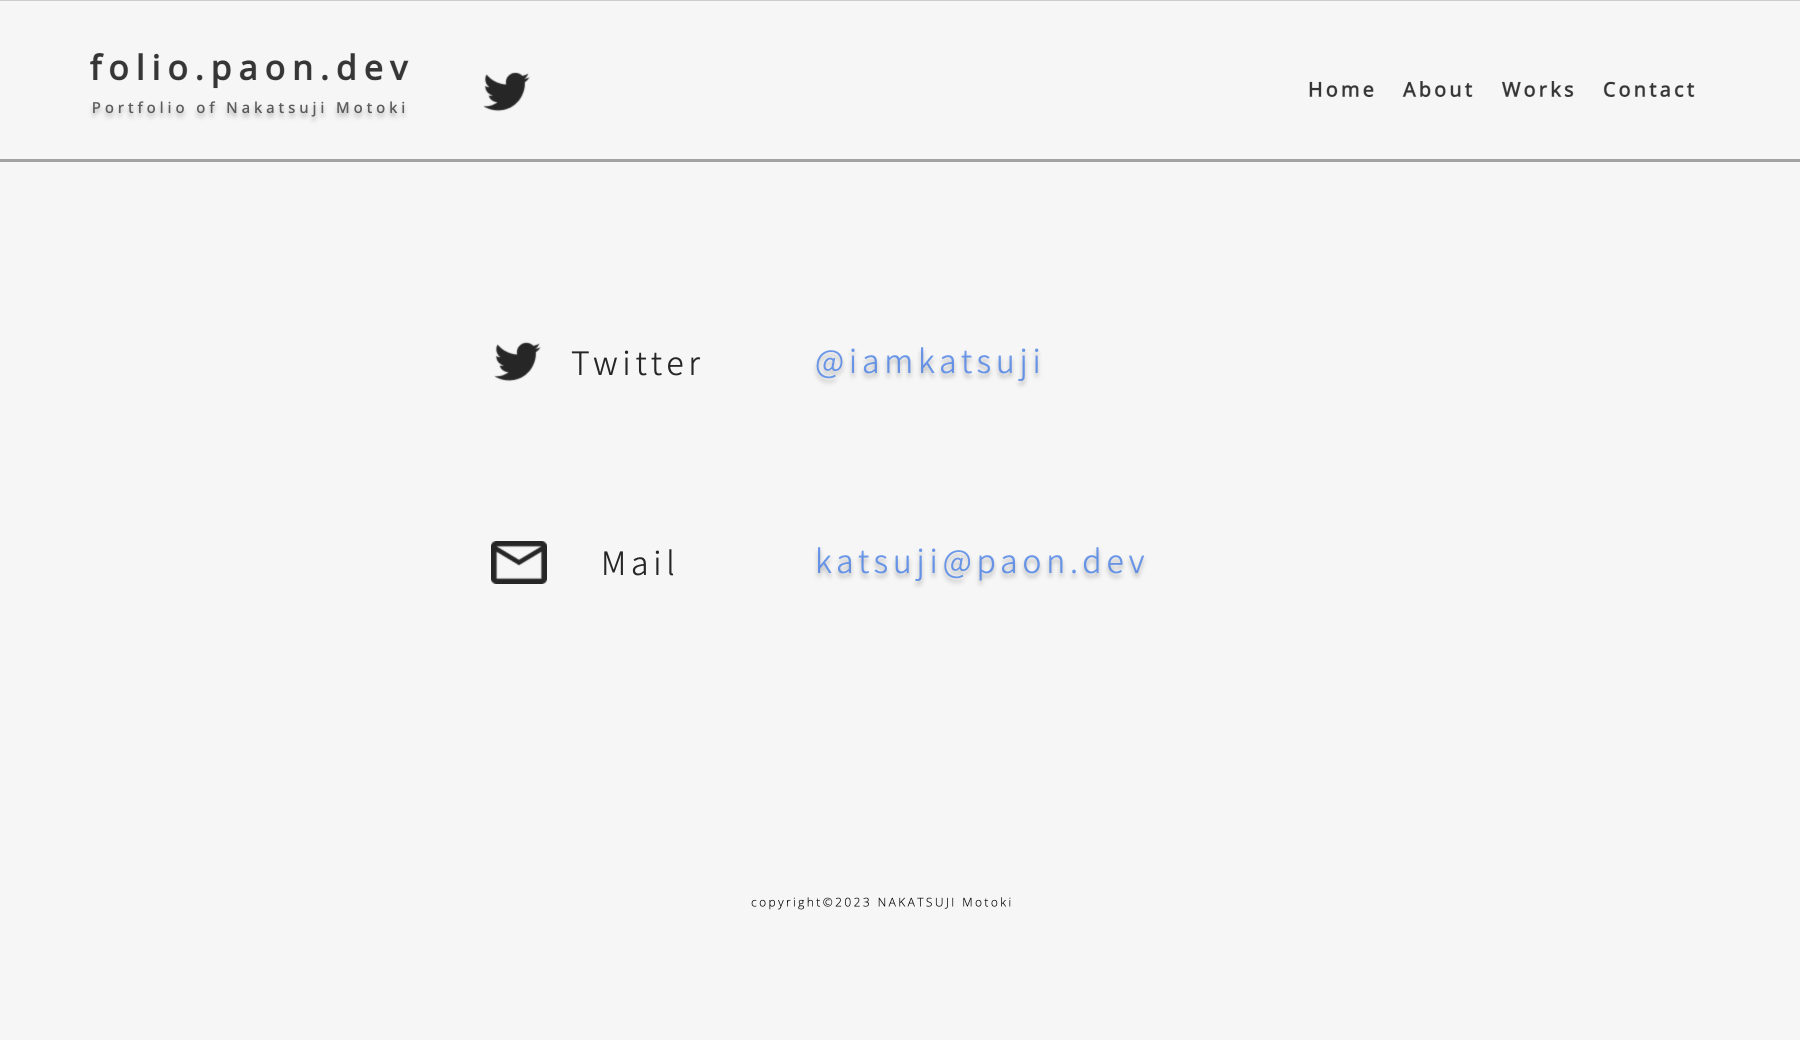 folio.paon.dev
Portfolio of Nakatsuji Motoki
Home About Works Contact
Twitter @iamkatsuji
Mail katsuji@paon.dev
copyright©2023 NAKATSUJI Motoki